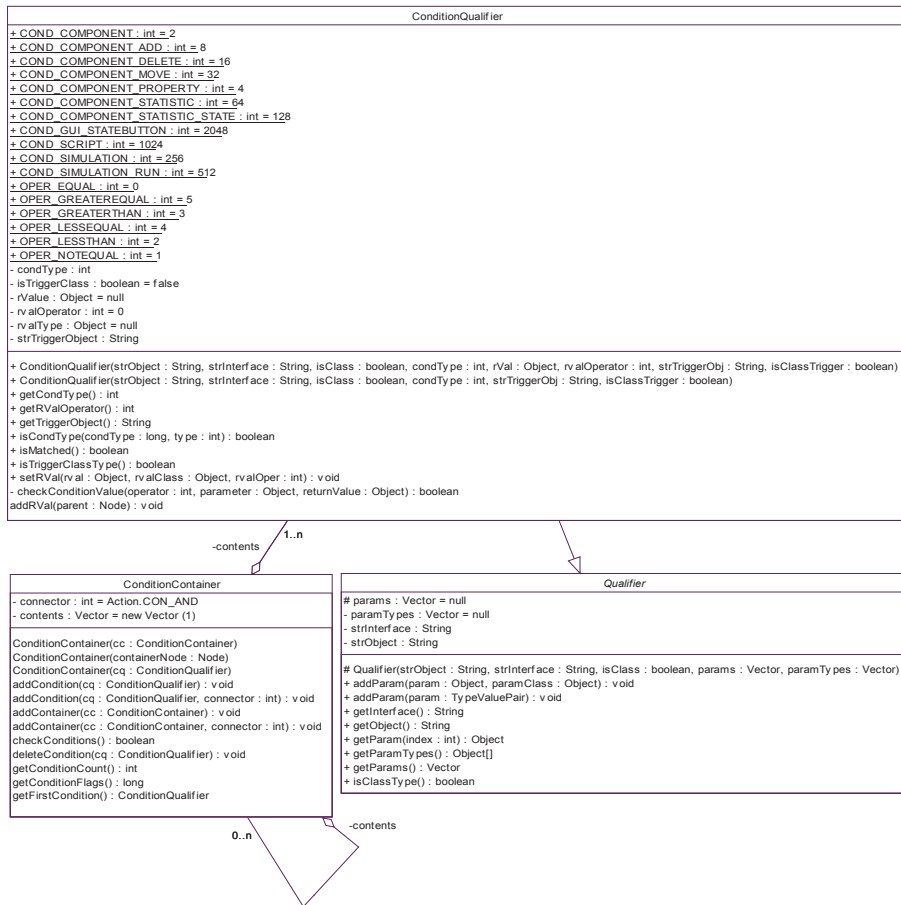 ConditionQualifier
+ COND_COMPONENT : int = 2
+ COND_COMPONENT_ADD : int = 8
+ COND_COMPONENT_DELETE : int = 16
+ COND_COMPONENT_MOVE : int = 32
+ COND_COMPONENT_PROPERTY : int = 4
+ COND_COMPONENT_STATISTIC : int = 64
+ COND_COMPONENT_STATISTIC_STATE : int = 128
+ COND_GUI_STATEBUTTON : int = 2048
+ COND_SCRIPT : int = 1024
+ COND_SIMULATION : int = 256
+ COND_SIMULATION_RUN : int = 512
+ OPER_EQUAL : int = 0
+ OPER_GREATEREQUAL : int = 5
+ OPER_GREATERTHAN : int = 3
+ OPER_LESSEQUAL : int = 4
+ OPER_LESSTHAN : int = 2
+ OPER_NOTEQUAL : int = 1
- condType : int
- isTriggerClass : boolean = false
- rValue : Object = null
- rvalOperator : int = 0
- rvalType : Object = null
- strTriggerObject : String
+ ConditionQualifier(strObject : String, strInterface : String, isClass : boolean, condType : int, rVal : Object, rvalOperator : int, strTriggerObj : String, isClassTrigger : boolean)
+ ConditionQualifier(strObject : String, strInterface : String, isClass : boolean, condType : int, strTriggerObj : String, isClassTrigger : boolean)
+ getCondType() : int
+ getRValOperator() : int
+ getTriggerObject() : String
+ isCondType(condType : long, type : int) : boolean
+ isMatched() : boolean
+ isTriggerClassType() : boolean
+ setRVal(rval : Object, rvalClass : Object, rvalOper : int) : void
- checkConditionValue(operator : int, parameter : Object, returnValue : Object) : boolean
addRVal(parent : Node) : void
1..n
-contents
ConditionContainer
- connector : int = Action.CON_AND
- contents : Vector = new Vector (1)
ConditionContainer(cc : ConditionContainer)
ConditionContainer(containerNode : Node)
ConditionContainer(cq : ConditionQualifier)
addCondition(cq : ConditionQualifier) : void
addCondition(cq : ConditionQualifier, connector : int) : void
addContainer(cc : ConditionContainer) : void
addContainer(cc : ConditionContainer, connector : int) : void
checkConditions() : boolean
deleteCondition(cq : ConditionQualifier) : void
getConditionCount() : int
getConditionFlags() : long
getFirstCondition() : ConditionQualifier
Qualifier
# params : Vector = null
- paramTypes : Vector = null
- strInterface : String
- strObject : String
# Qualifier(strObject : String, strInterface : String, isClass : boolean, params : Vector, paramTypes : Vector)
+ addParam(param : Object, paramClass : Object) : void
+ addParam(param : TypeValuePair) : void
+ getInterface() : String
+ getObject() : String
+ getParam(index : int) : Object
+ getParamTypes() : Object[]
+ getParams() : Vector
+ isClassType() : boolean
-contents
0..n